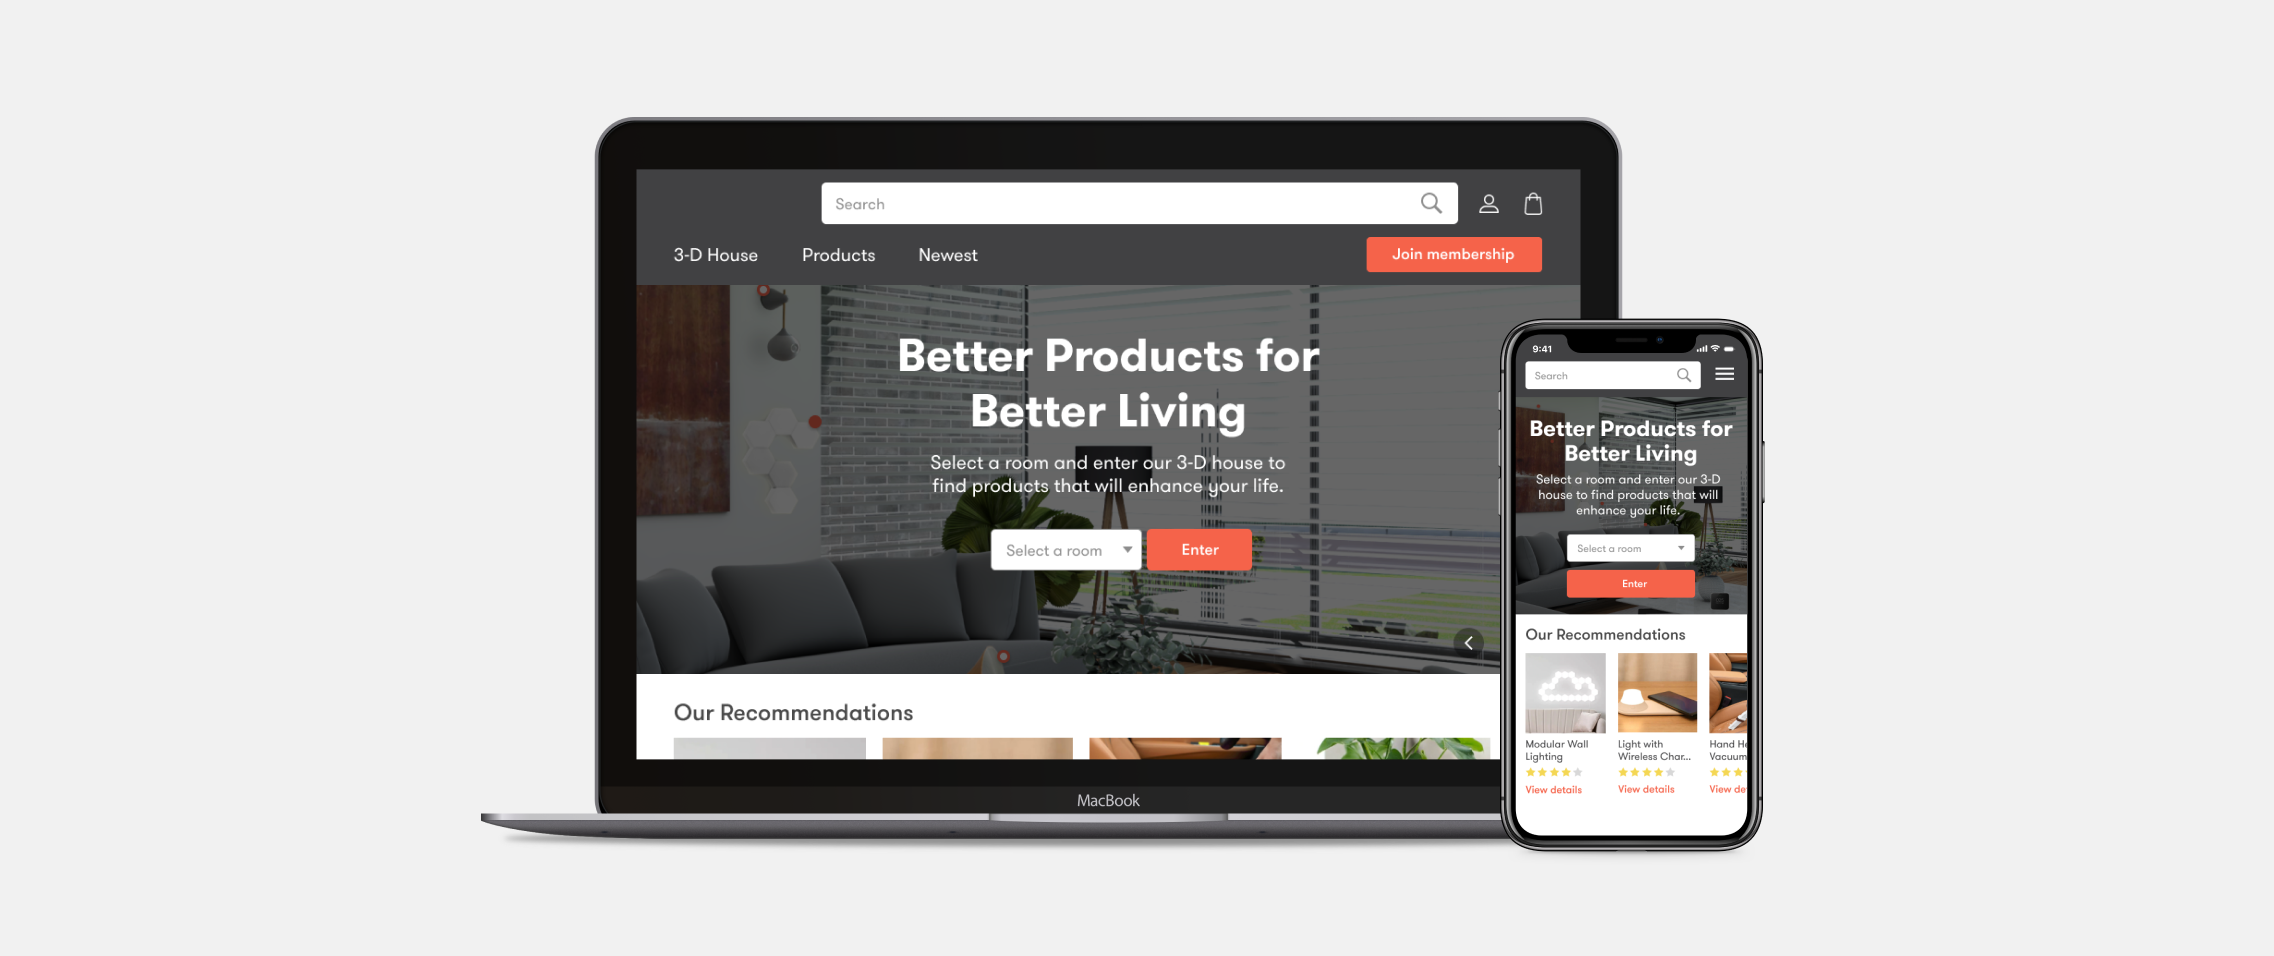 Search
3-D House
Products
Newest
Join membership
Better Products for
Better Living
Select a room and enter our 3-D house to
find products that will enhance your life.
Select a room
Enter
Our Recommendations
MacBook
9:41
Search
Better Products for
Better Living
Select a room and enter our 3-D
house to find products that will
enhance your life.
Select a room
Enter
Our Recommendations
Modular Wall
Lighting
View details
Light with
Wireless Char...
View details
Hand He
Vacuum
View de